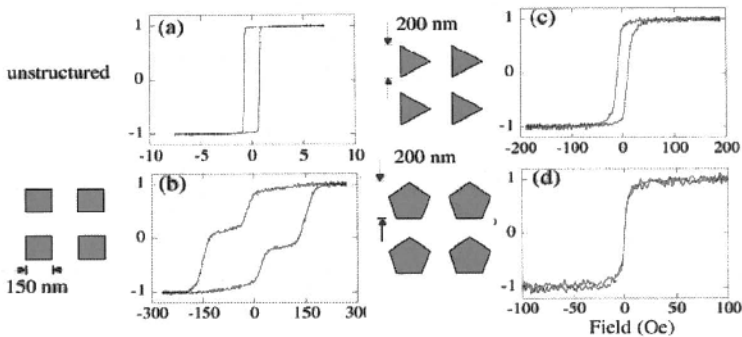 unstructured
(a)
1
0
-1
-10 -5 0 5 10
150 nm
(b)
1
0
-1
-300 -150 0 150 300
200 nm
(c)
1
0
-1
-200 -100 0 100 200
200 nm
(d)
1
0
-1
-100 -50 0 50 100
Field (Oe)